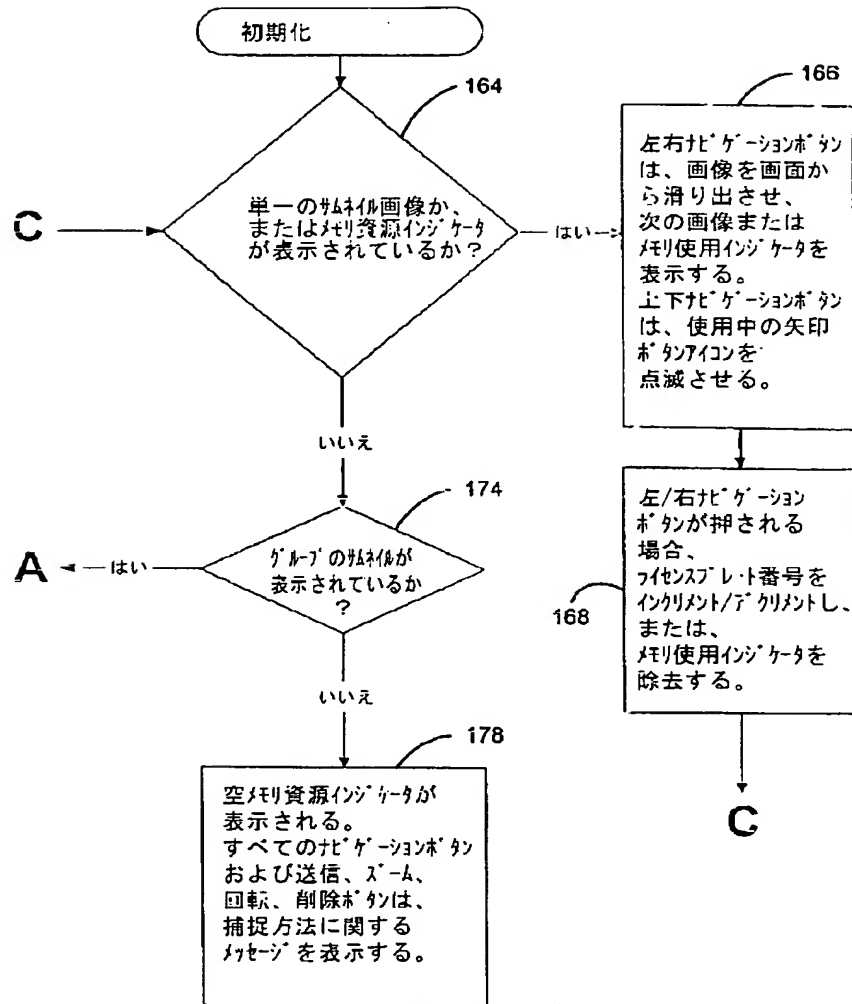 初期化
164
C
単一のｻﾑﾈｲﾙ画像か、
またはﾒﾓﾘ資源ｲﾝｼﾞｹｰﾀ
が表示されているか？
はい
166
左右ﾅﾋﾞｹﾞｰｼｮﾝﾎﾞﾀﾝ
は、画像を画面か
ら滑り出させ、
次の画像または
ﾒﾓﾘ使用ｲﾝｼﾞｹｰﾀを
表示する。
上下ﾅﾋﾞｹﾞｰｼｮﾝﾎﾞﾀﾝ
は、使用中の矢印
ﾎﾞﾀﾝｱｲｺﾝを
点滅させる。
いいえ
174
A
はい
ｸﾞﾙｰﾌﾟのｻﾑﾈｲﾙが
表示されているか
？
168
左/右ﾅﾋﾞｹﾞｰｼｮﾝ
ﾎﾞﾀﾝが押される
場合、
ﾗｲｾﾝｽﾌﾟﾚｰﾄ番号を
ｲﾝｸﾘﾒﾝﾄ/ﾃﾞｸﾘﾒﾝﾄし、
または、
ﾒﾓﾘ使用ｲﾝｼﾞｹｰﾀを
除去する。
いいえ
178
空ﾒﾓﾘ資源ｲﾝｼﾞｹｰﾀが
表示される。
すべてのﾅﾋﾞｹﾞｰｼｮﾝﾎﾞﾀﾝ
および送信、ｽﾞｰﾑ、
回転、削除ﾎﾞﾀﾝは、
捕捉方法に関する
ﾒｯｾｰｼﾞを表示する。
C